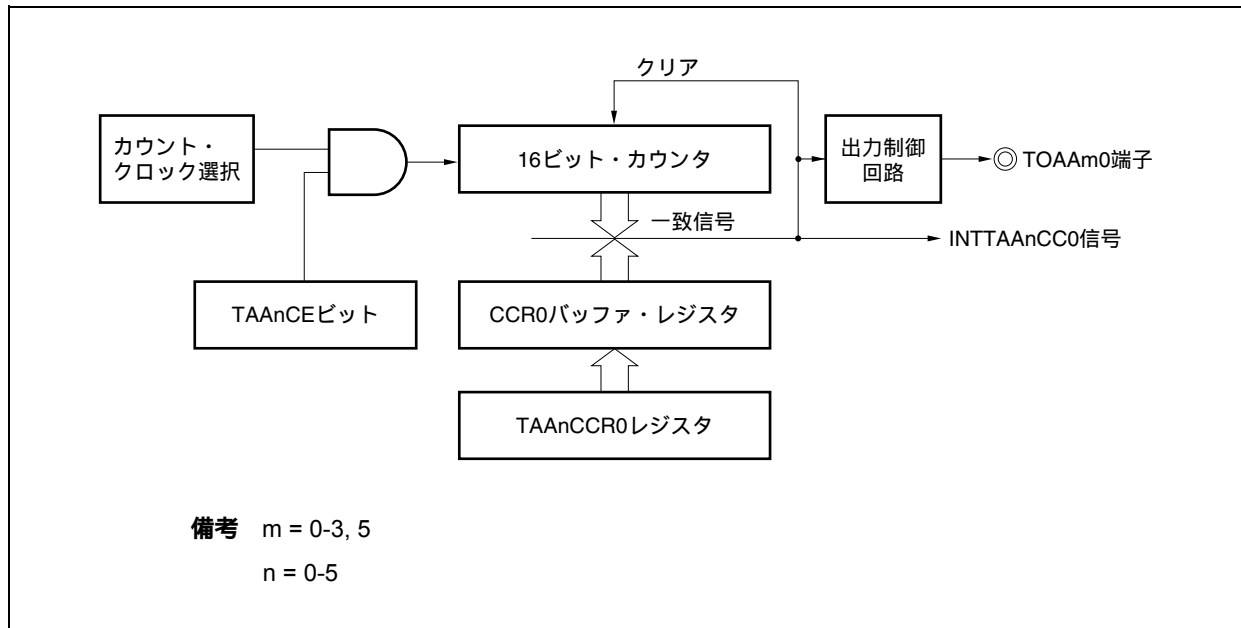 クリア
カウント・
クロック選択
16ビット・カウンタ
出力制御
回路
TOAAm0端子
一致信号
INTTAAnCC0信号
TAAnCEビット
CCR0バッファ・レジスタ
TAAnCCR0レジスタ
備考 m = 0-3, 5
n = 0-5